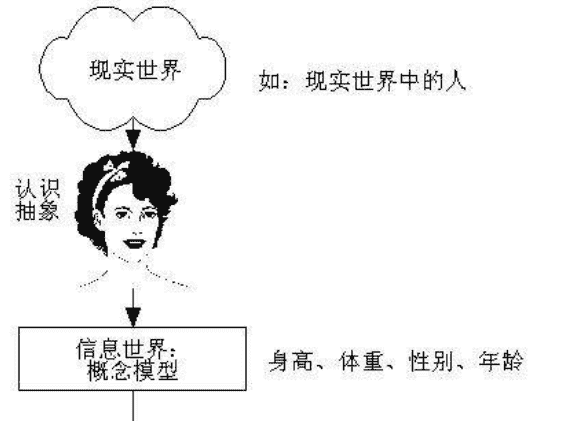 现实世界
如：现实世界中的人
认识
抽象
信息世界：
概念模型
身高、体重、性别、年龄